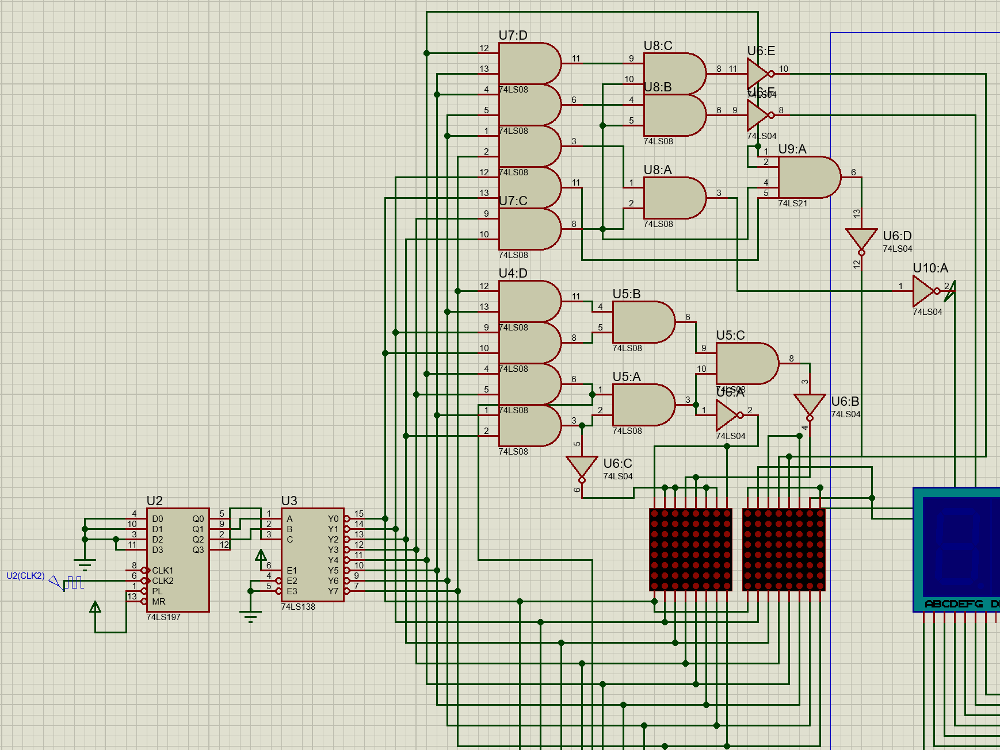 U7:D
12
11
13
74LS08
4
6
5
74LS08
1
3
2
74LS08
12
11
13
U7:C
74LS08
9
8
10
74LS08
U8:C
9
8
10
U8:B
4
6
5
74LS08
U8:A
1
3
2
74LS08
U6:E
11
10
74LS04
U6:F
9
8
74LS04
U9:A
1
2
4
5
6
74LS21
13
U6:D
74LS04
12
U10:A
1
2
74LS04
U4:D
12
11
13
74LS08
9
8
10
74LS08
4
6
5
74LS08
1
3
2
74LS08
U5:B
4
6
5
74LS08
U5:A
1
3
2
74LS08
U5:C
9
8
10
74LS08
U6:A
1
2
74LS04
3
U6:B
74LS04
4
5
U6:C
74LS04
6
U2
4 D0 Q0 5
10 D1 Q1 9
3 D2 Q2 2
11 D3 Q3 12
8 CLK1
U2(CLK2)
6 CLK2
1 PL
13 MR
74LS197
U3
1 A Y0 15
2 B Y1 14
3 C Y2 13
Y3 12
Y4 11
6 E1 Y5 10
4 E2 Y6 9
5 E3 Y7 7
74LS138
ABCDEFG D